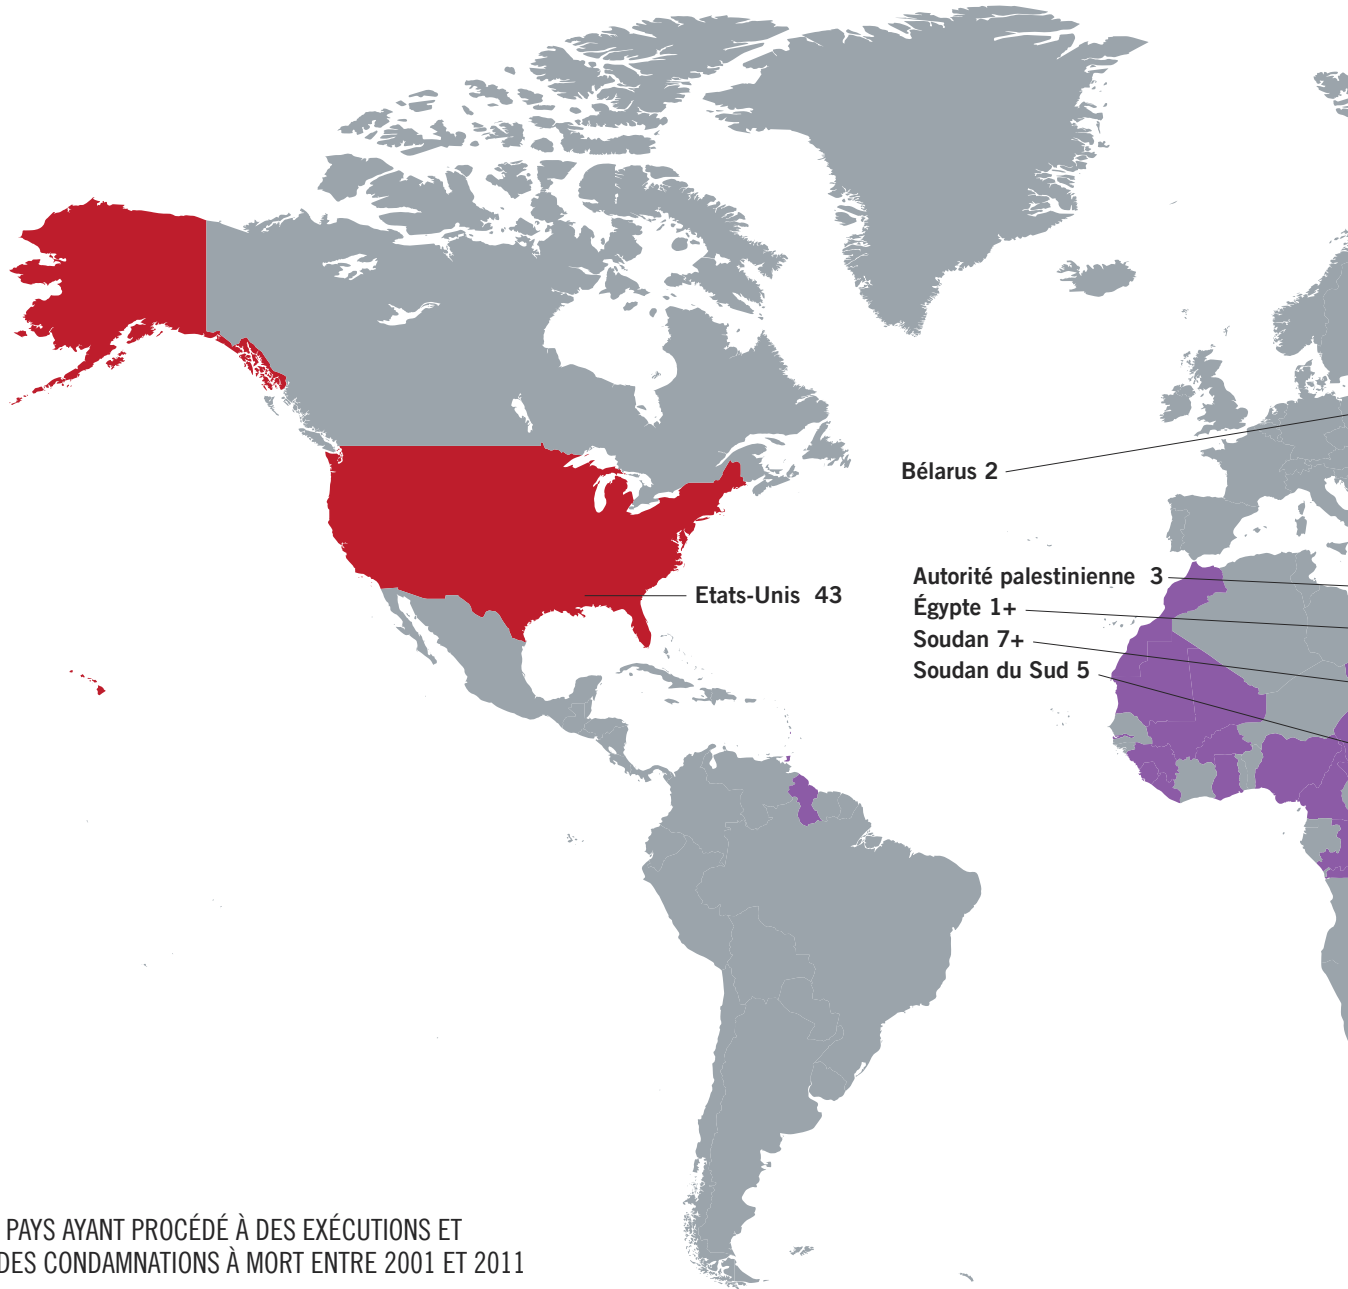 Bélarus 2
Autorité palestinienne 3
Etats-Unis 43
Égypte 1+
Soudan 7+
Soudan du Sud 5
PAYS AYANT PROCÉDÉ À DES EXÉCUTIONS ET
DES CONDAMNATIONS À MORT ENTRE 2001 ET 2011